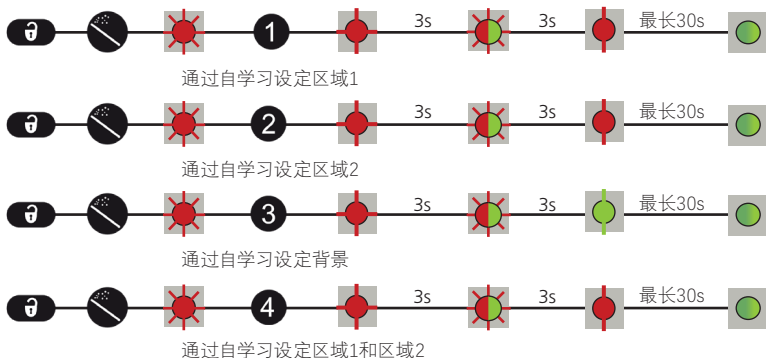 1 3s 3s 最长30s
通过自学习设定区域1
2 3s 3s 最长30s
通过自学习设定区域2
3 3s 3s 最长30s
通过自学习设定背景
4 3s 3s 最长30s
通过自学习设定区域1和区域2